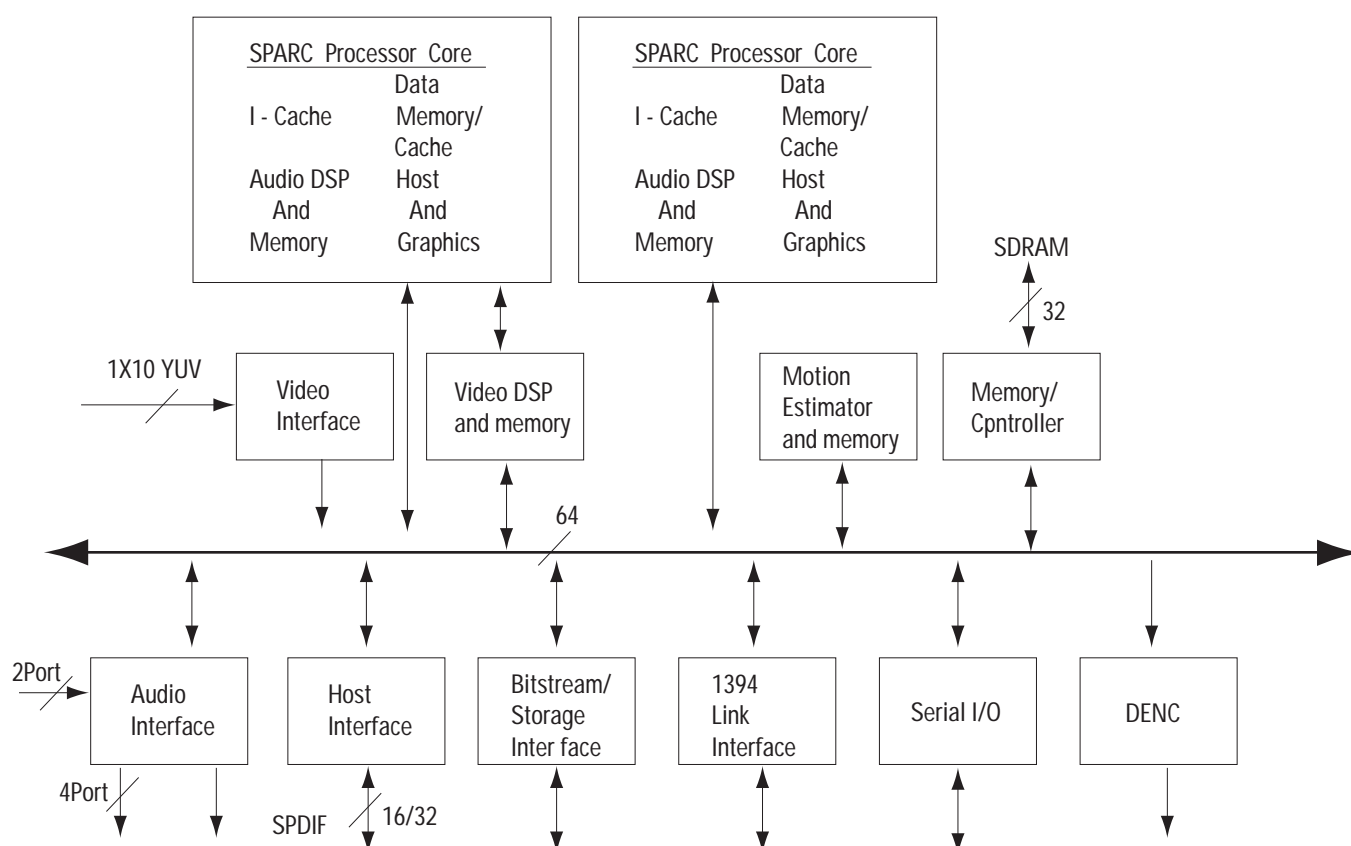 SPARC Processor Core
Data
I - Cache Memory/
Cache
Audio DSP Host
And And
Memory Graphics
SPARC Processor Core
Data
I - Cache Memory/
Cache
Audio DSP Host
And And
Memory Graphics
SDRAM
32
1X10 YUV
Video
Interface
Video DSP
and memory
Motion
Estimator
and memory
Memory/
Cpntroller
64
2Port
Audio
Interface
Host
Interface
Bitstream/
Storage
Inter face
1394
Link
Interface
Serial I/O
DENC
4Port
SPDIF
16/32